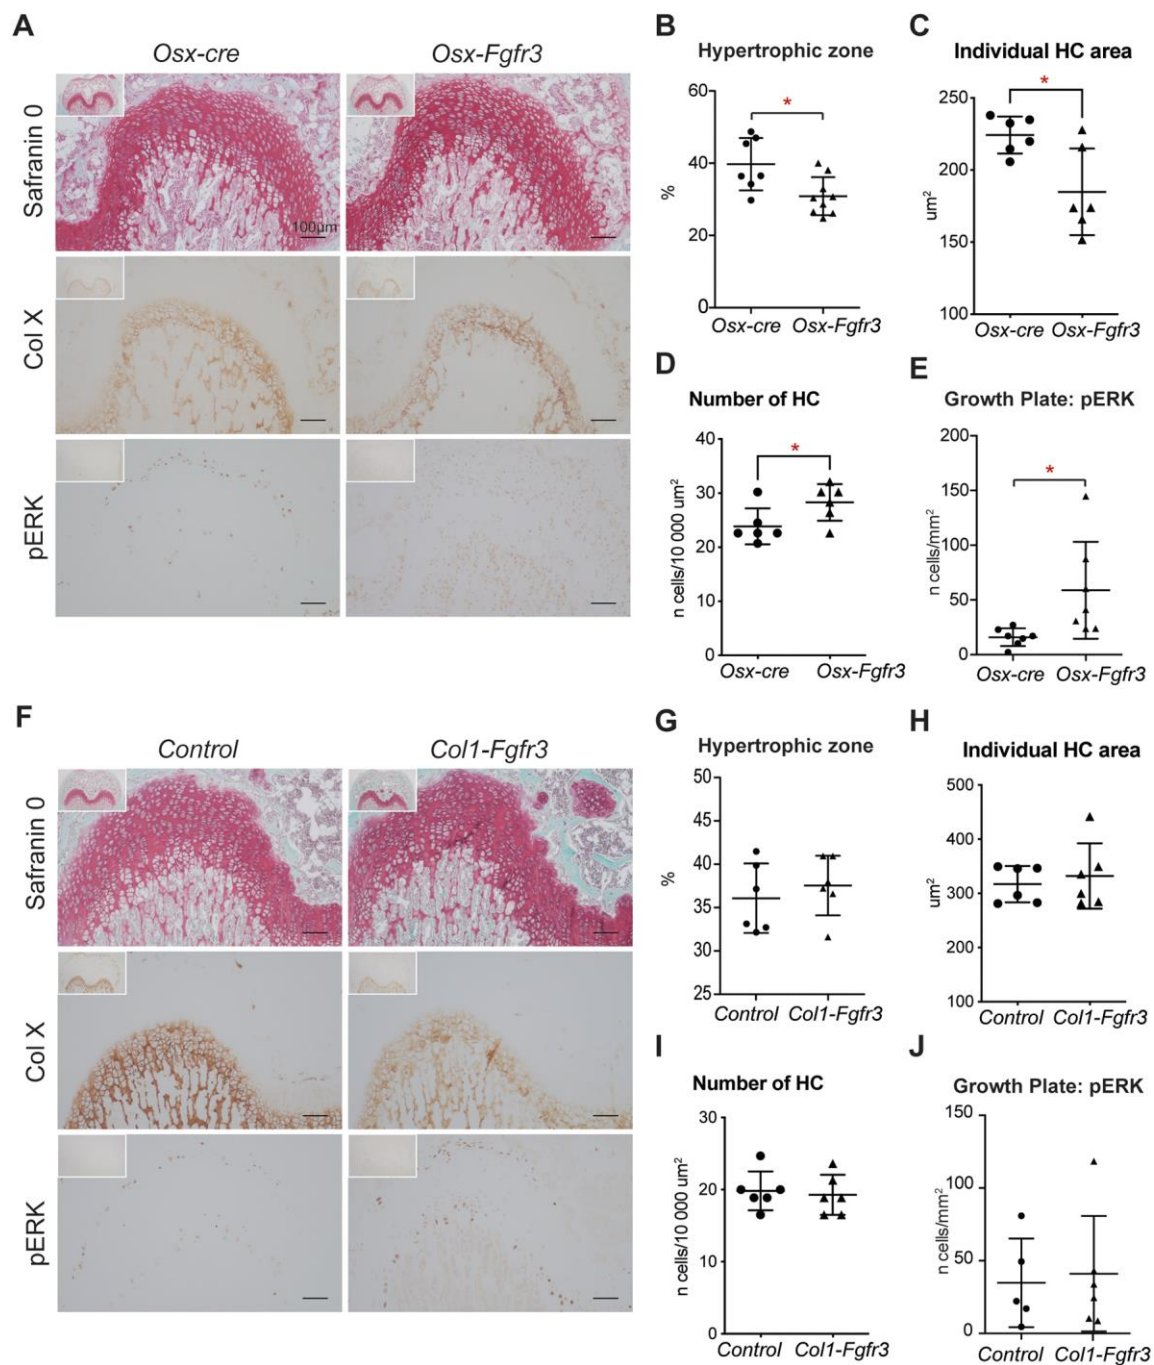 A
Osx-cre Osx-Fgfr3
Safranin 0
100μm
Col X
pERK
B
Hypertrophic zone
*
60
40
20
0
%
Osx-cre Osx-Fgfr3
C
Individual HC area
*
250
200
150
100
um²
Osx-cre Osx-Fgfr3
D
Number of HC
*
40
30
20
10
0
n cells/10 000 um²
Osx-cre Osx-Fgfr3
E
Growth Plate: pERK
*
200
150
100
50
0
n cells/mm²
Osx-cre Osx-Fgfr3
F
Control Col1-Fgfr3
Safranin 0
Col X
pERK
G
Hypertrophic zone
50
45
40
35
30
25
%
Control Col1-Fgfr3
H
Individual HC area
500
400
300
200
100
um²
Control Col1-Fgfr3
I
Number of HC
30
20
10
0
n cells/10 000 um²
Control Col1-Fgfr3
J
Growth Plate: pERK
150
100
50
0
n cells/mm²
Control Col1-Fgfr3